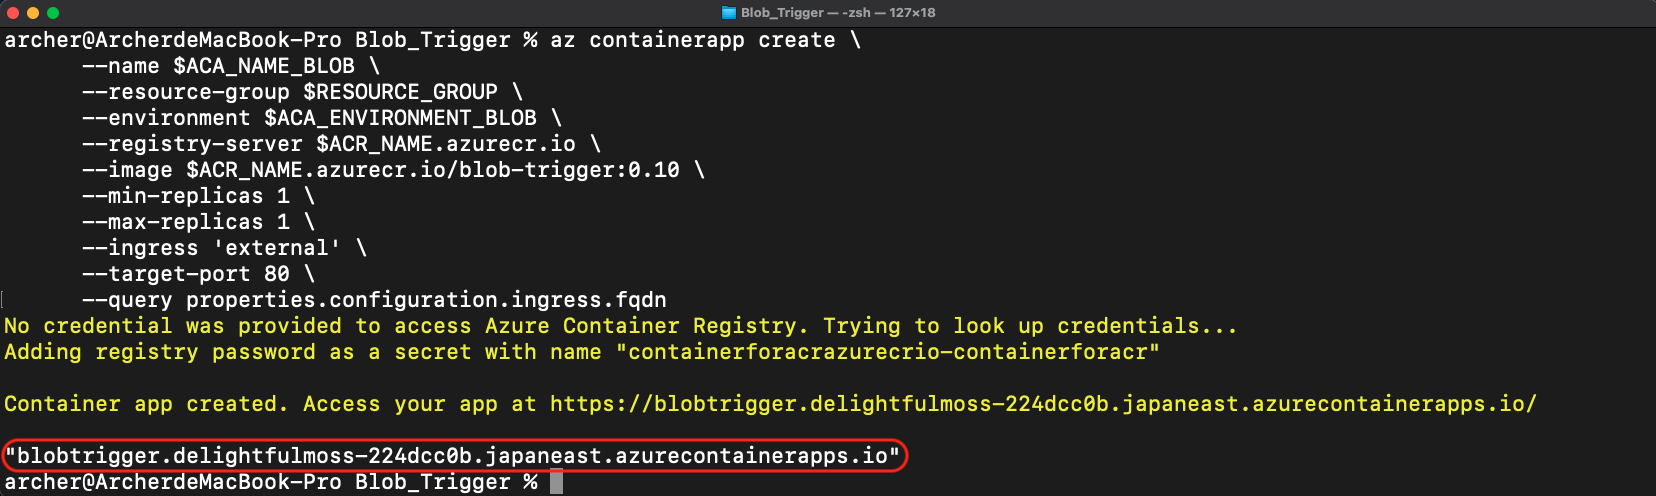 Blob_Trigger — -zsh — 127×18
archer@ArcherdeMacBook-Pro Blob_Trigger % az containerapp create \
--name $ACA_NAME_BLOB \
--resource-group $RESOURCE_GROUP \
--environment $ACA_ENVIRONMENT_BLOB \
--registry-server $ACR_NAME.azurecr.io \
--image $ACR_NAME.azurecr.io/blob-trigger:0.10 \
--min-replicas 1 \
--max-replicas 1 \
--ingress 'external' \
--target-port 80 \
--query properties.configuration.ingress.fqdn
No credential was provided to access Azure Container Registry. Trying to look up credentials...
Adding registry password as a secret with name "containerforacrazurecrio-containerforacr"
Container app created. Access your app at https://blobtrigger.delightfulmoss-224dcc0b.japaneast.azurecontainerapps.io/
"blobtrigger.delightfulmoss-224dcc0b.japaneast.azurecontainerapps.io"
archer@ArcherdeMacBook-Pro Blob_Trigger %